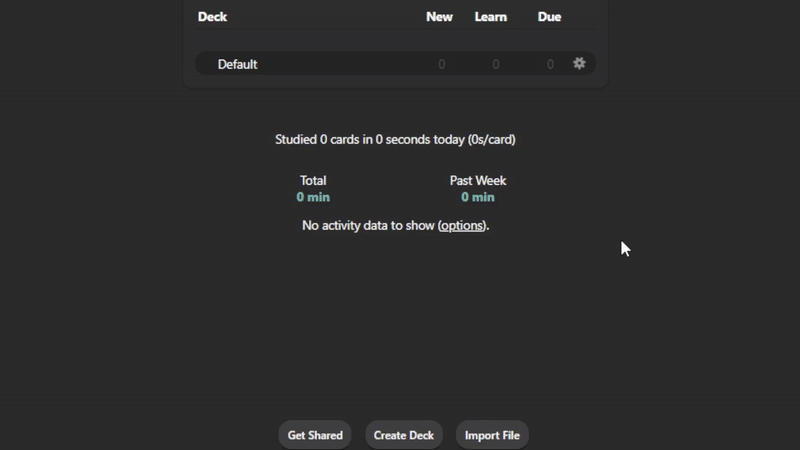 Deck New Learn Due
Default 0 0 0
Studied 0 cards in 0 seconds today (0s/card)
Total Past Week
0 min 0 min
No activity data to show (options).
Get Shared Create Deck Import File